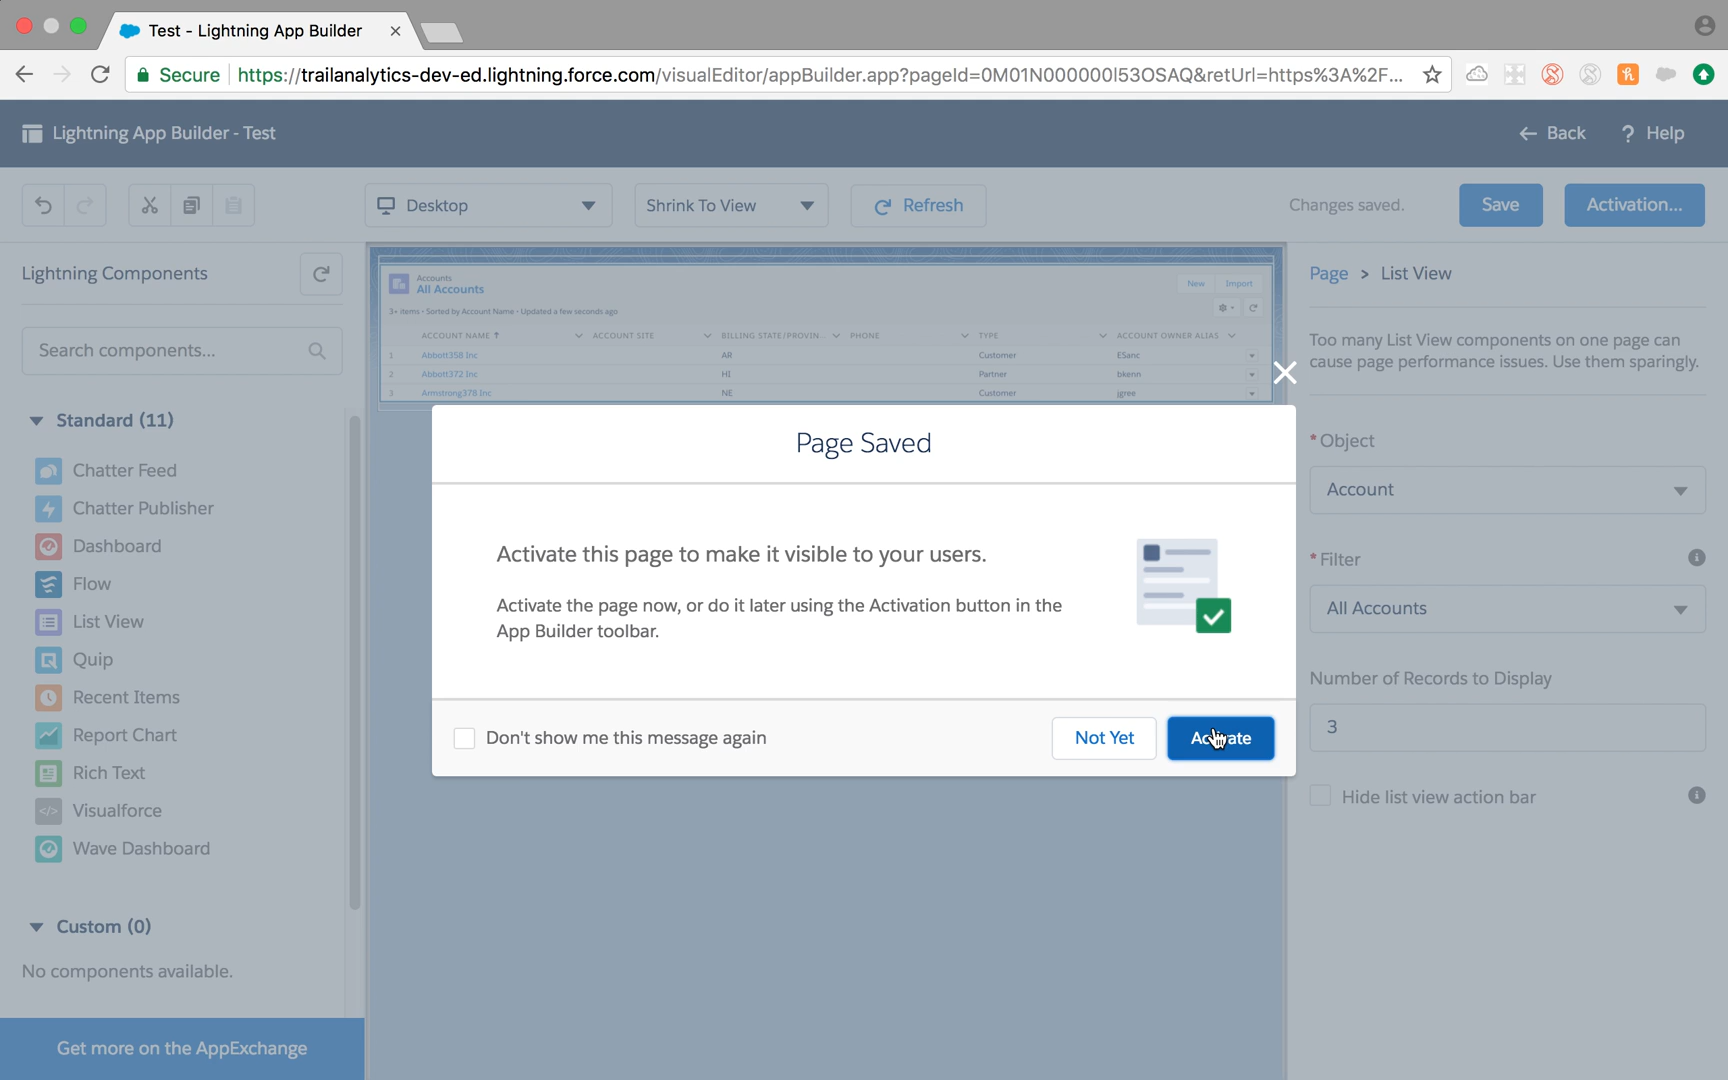 Test - Lightning App Builder
Secure https://trailanalytics-dev-ed.lightning.force.com/visualEditor/appBuilder.app?pageId=0M01N000000l53OSAQ&retUrl=https%3A%2F...
Lightning App Builder - Test
Back
? Help
Desktop
Shrink To View
Refresh
Changes saved.
Save
Activation...
Lightning Components
Search components...
Standard (11)
Chatter Feed
Chatter Publisher
Dashboard
Flow
List View
Quip
Recent Items
Report Chart
Rich Text
Visualforce
Wave Dashboard
Custom (0)
No components available.
Get more on the AppExchange
Accounts
All Accounts
New Import
3+ items • Sorted by Account Name • Updated a few seconds ago
ACCOUNT NAME ↑ ACCOUNT SITE BILLING STATE/PROVIN... PHONE TYPE ACCOUNT OWNER ALIAS
1 Abbott358 Inc AR Customer ESanc
2 Abbott372 Inc HI Partner bkenn
3 Armstrong378 Inc NE Customer jgree
Page Saved
Activate this page to make it visible to your users.
Activate the page now, or do it later using the Activation button in the
App Builder toolbar.
Don't show me this message again
Not Yet
Activate
Page > List View
Too many List View components on one page can
cause page performance issues. Use them sparingly.
*Object
Account
*Filter
All Accounts
Number of Records to Display
3
Hide list view action bar